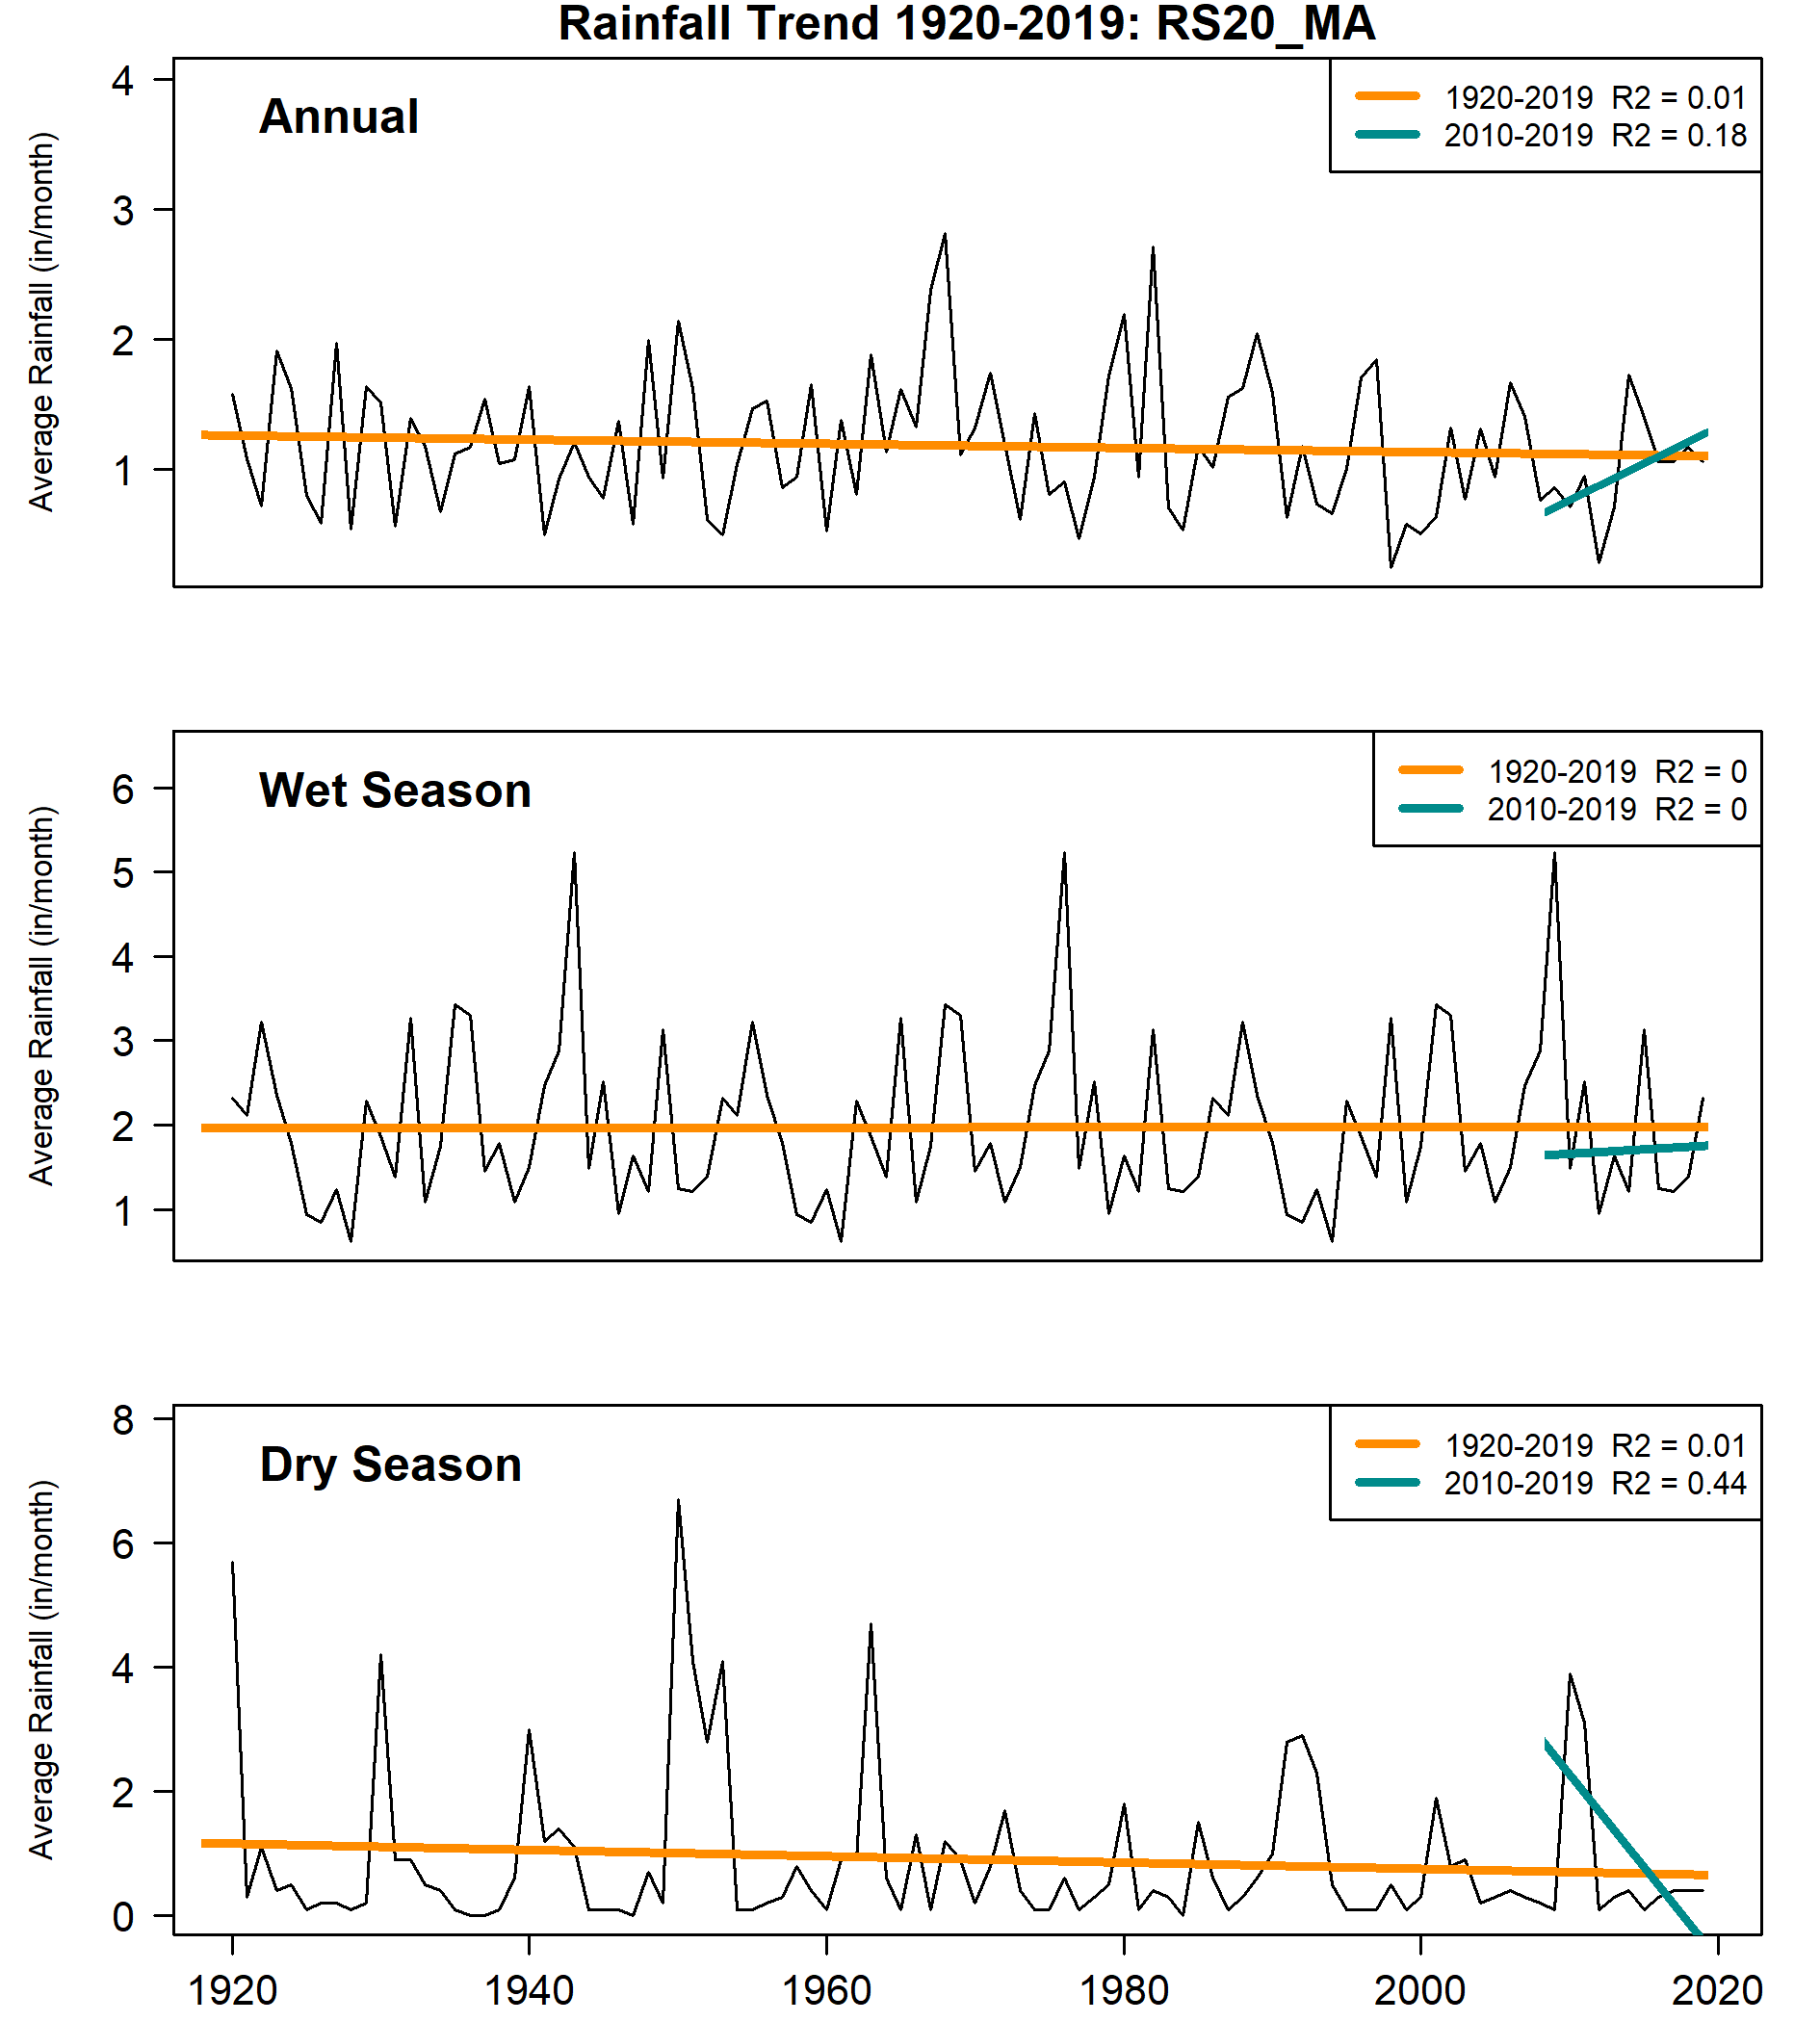 Rainfall Trend 1920-2019: RS20_MA
Annual
1920-2019 R2 = 0.01
2010-2019 R2 = 0.18
Average Rainfall (in/month)
4
3
2
1
Wet Season
1920-2019 R2 = 0
2010-2019 R2 = 0
Average Rainfall (in/month)
6
5
4
3
2
1
Dry Season
1920-2019 R2 = 0.01
2010-2019 R2 = 0.44
Average Rainfall (in/month)
8
6
4
2
0
1920 1940 1960 1980 2000 2020